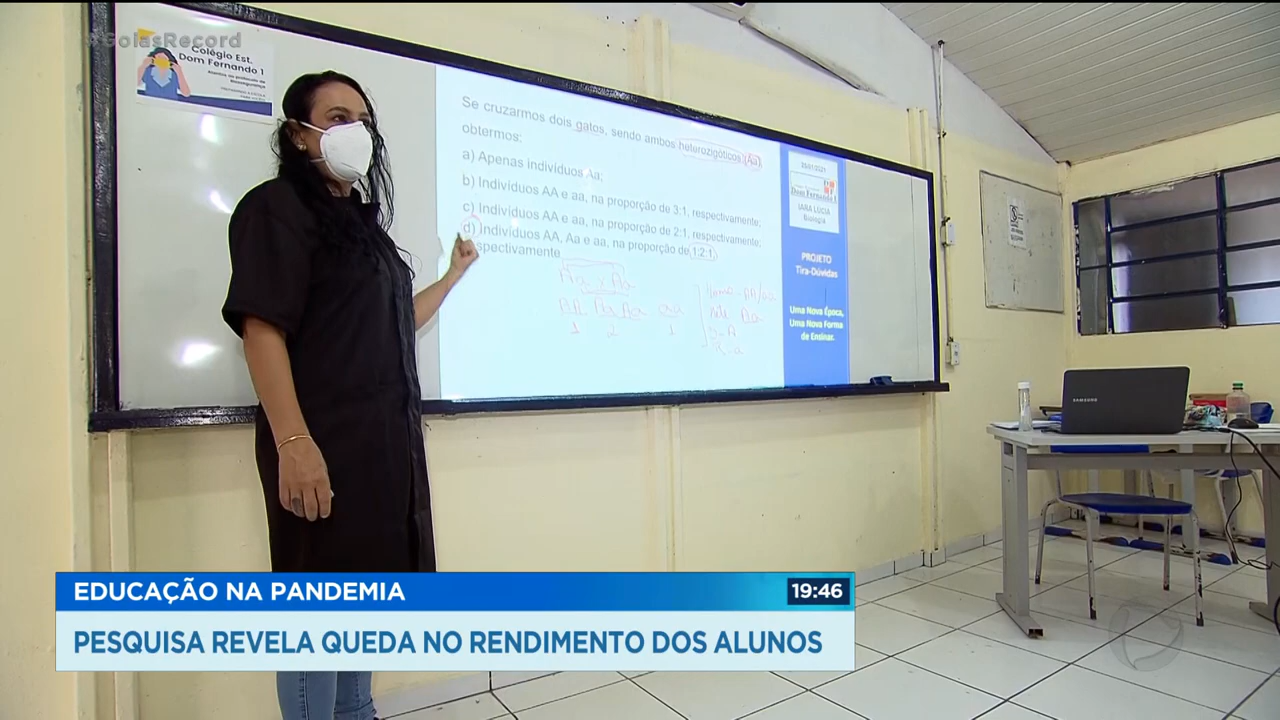 #GoiásRecord
Colégio Est.
Dom Fernando 1
Se cruzarmos dois gatos, sendo ambos heterozigóticos (Aa),
obtermos:
a) Apenas indivíduos Aa;
b) Indivíduos AA e aa, na proporção de 3:1, respectivamente;
c) Indivíduos AA e aa, na proporção de 2:1, respectivamente;
d) Indivíduos AA, Aa e aa, na proporção de 1:2:1,
respectivamente
Aa x Aa
AA Aa Aa aa
1 2 1
Dom Fernando I
IARA LÚCIA
Biologia
PROJETO
Tira-Dúvidas
Uma Nova Época,
Uma Nova Forma
de Ensinar.
SAMSUNG
EDUCAÇÃO NA PANDEMIA
19:46
PESQUISA REVELA QUEDA NO RENDIMENTO DOS ALUNOS